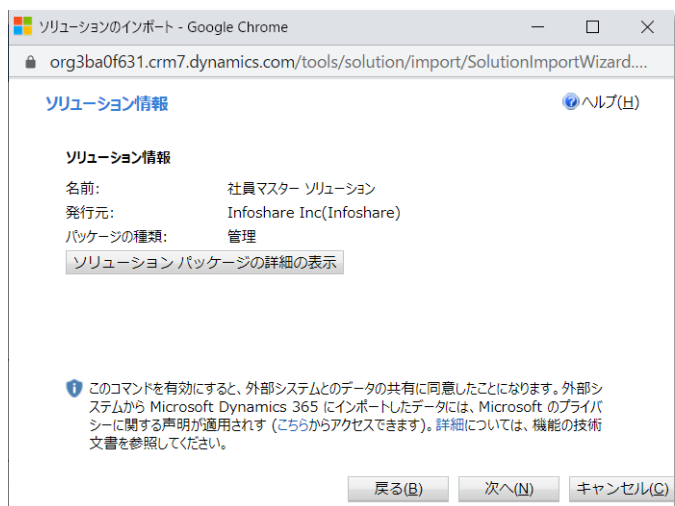 ソリューションのインポート - Google Chrome
org3ba0f631.crm7.dynamics.com/tools/solution/import/SolutionImportWizard....
ソリューション情報
ヘルプ(H)
ソリューション情報
名前: 社員マスター ソリューション
発行元: Infoshare Inc(Infoshare)
パッケージの種類: 管理
ソリューション パッケージの詳細の表示
このコマンドを有効にすると、外部システムとのデータの共有に同意したことになります。外部シ
ステムから Microsoft Dynamics 365 にインポートしたデータには、Microsoft のプライバ
シーに関する声明が適用されす (こちらからアクセスできます)。詳細については、機能の技術
文書を参照してください。
戻る(B) 次へ(N) キャンセル(C)